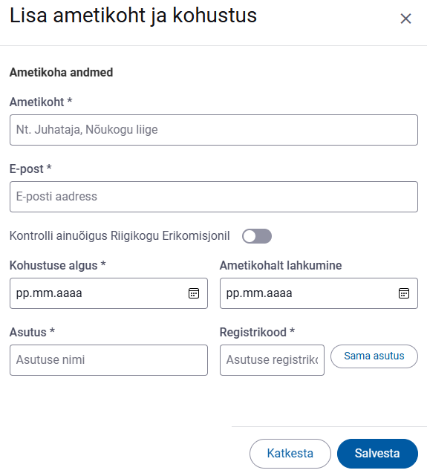 Lisa ametikoht ja kohustus
Ametikoha andmed
Ametikoht *
Nt. Juhataja, Nõukogu liige
E-post *
E-posti aadress
Kontrolli ainuõigus Riigikogu Erikomisjonil
Kohustuse algus * Ametikohalt lahkumine
pp.mm.aaaa pp.mm.aaaa
Asutus * Registrikood *
Asutuse nimi Asutuse registriko Sama asutus
Katkesta Salvesta